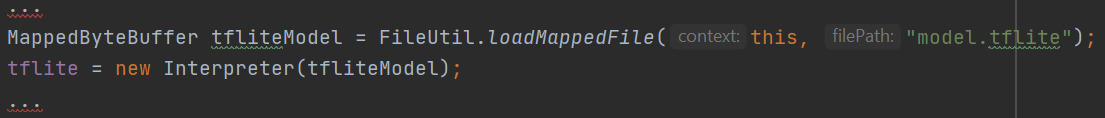 ...
MappedByteBuffer tfliteModel = FileUtil.loadMappedFile( context: this, filePath: "model.tflite");
tflite = new Interpreter(tfliteModel);
...